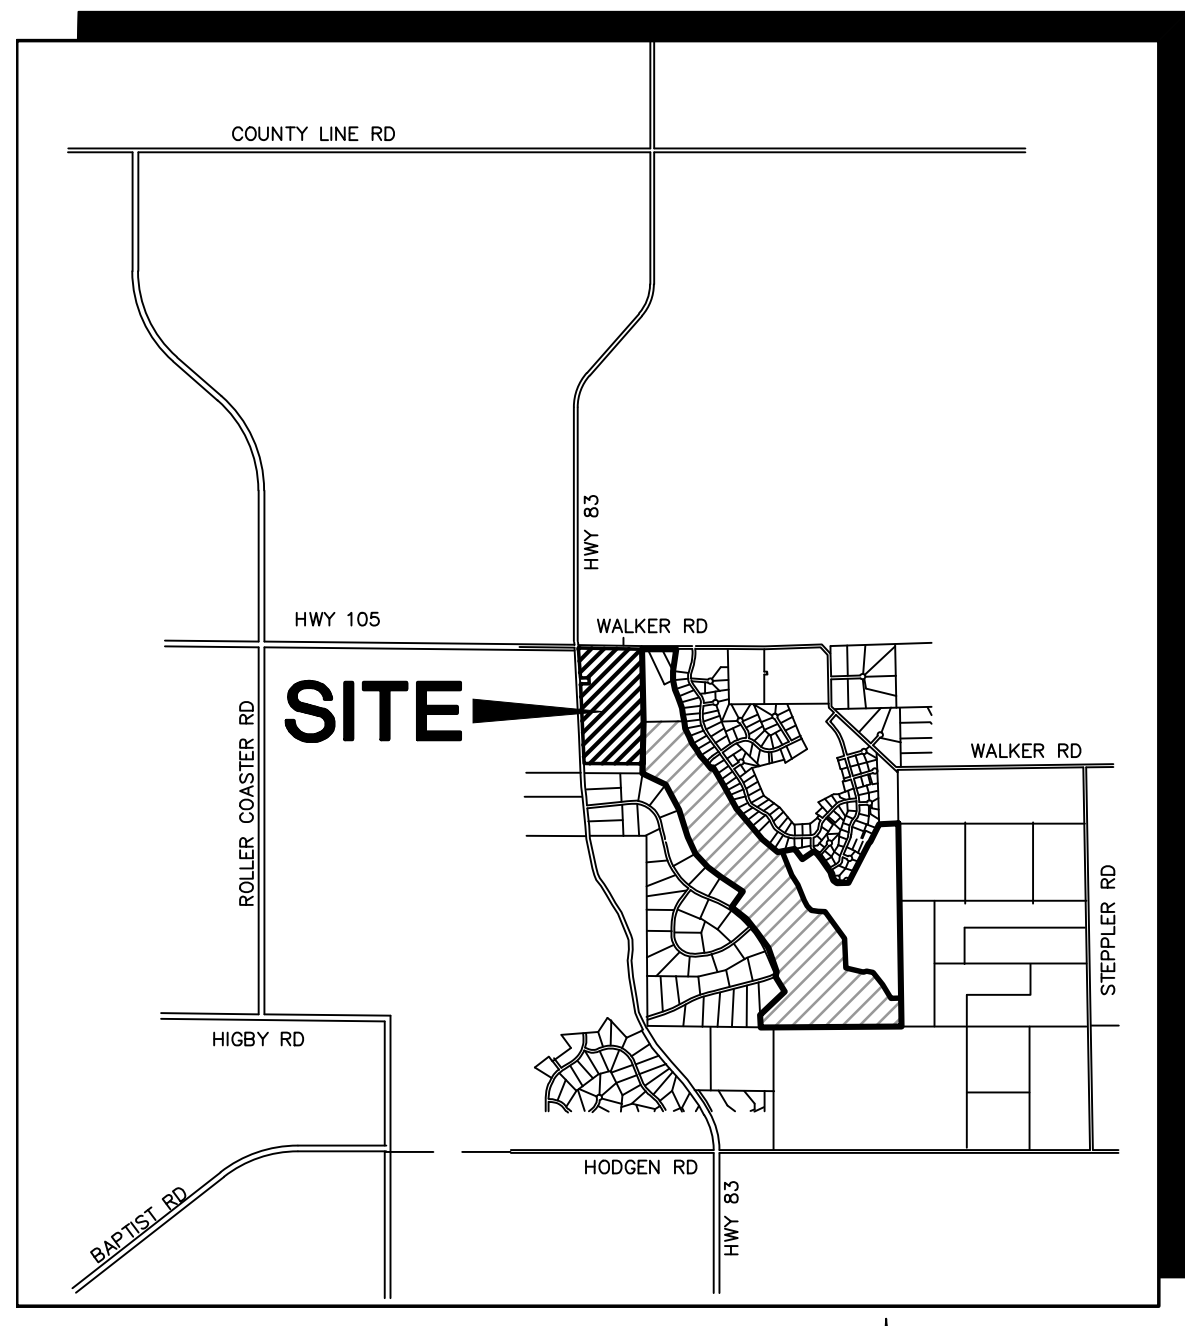 COUNTY LINE RD
HWY 83
HWY 105
WALKER RD
SITE
ROLLER COASTER RD
WALKER RD
STEPPLER RD
HIGBY RD
HODGEN RD
BAPTIST RD
HWY 83